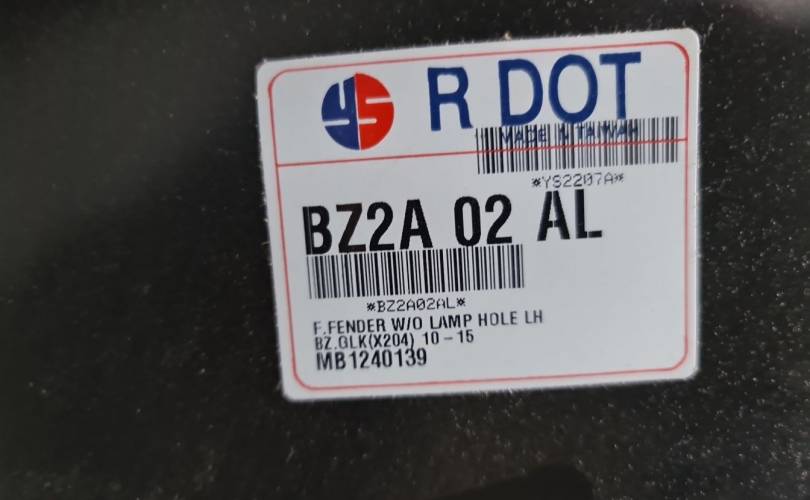 YS R DOT
MADE IN TAIWAN
*YS2207A*
BZ2A 02 AL
*BZ2A02AL*
F.FENDER W/O LAMP HOLE LH
BZ.GLK(X204) 10-15
MB1240139